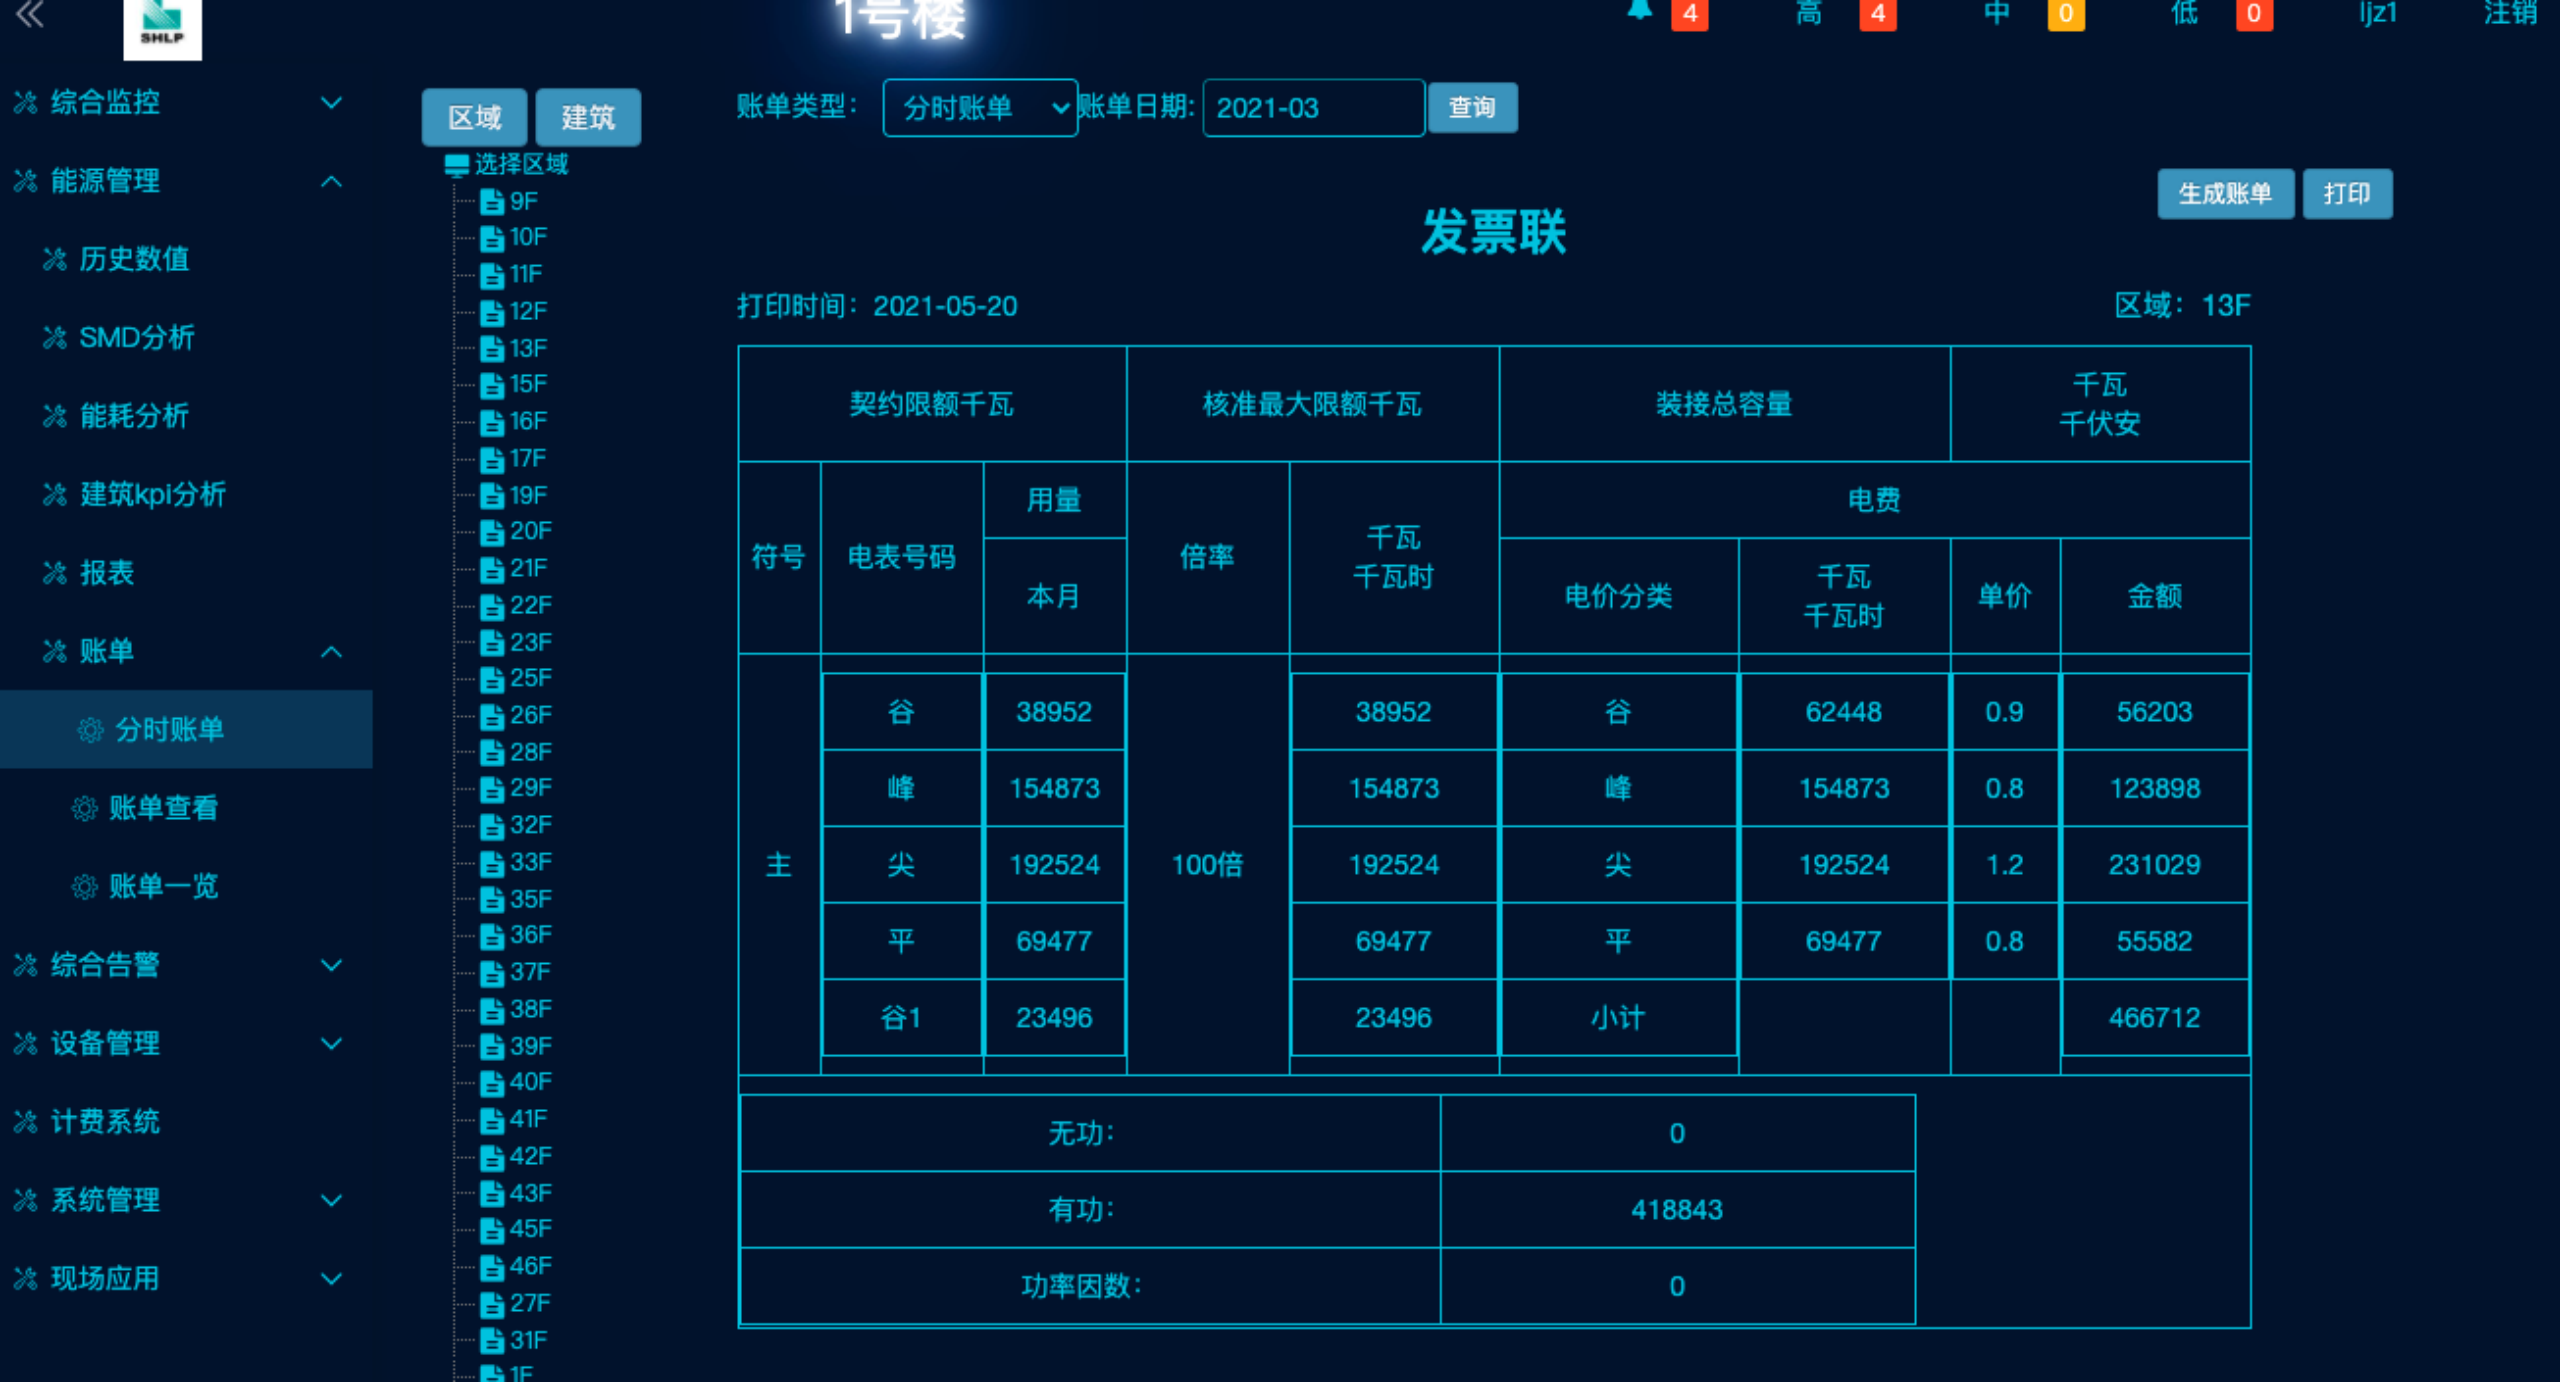 SHLP
1号楼
4
高
4
中
0
低
0
ljz1
注销
综合监控
能源管理
历史数值
SMD分析
能耗分析
建筑kpi分析
报表
账单
分时账单
账单查看
账单一览
综合告警
设备管理
计费系统
系统管理
现场应用
区域
建筑
选择区域
9F
10F
11F
12F
13F
15F
16F
17F
19F
20F
21F
22F
23F
25F
26F
28F
29F
32F
33F
35F
36F
37F
38F
39F
40F
41F
42F
43F
45F
46F
27F
31F
1F
账单类型： 分时账单 账单日期: 2021-03 查询
生成账单 打印
发票联
打印时间：2021-05-20 区域：13F
契约限额千瓦 核准最大限额千瓦 装接总容量 千瓦
千伏安
符号 电表号码 用量 倍率 千瓦
千瓦时 电费
本月 电价分类 千瓦
千瓦时 单价 金额
主 100倍
谷 38952 38952 谷 62448 0.9 56203
峰 154873 154873 峰 154873 0.8 123898
尖 192524 192524 尖 192524 1.2 231029
平 69477 69477 平 69477 0.8 55582
谷1 23496 23496 小计 466712
无功： 0
有功： 418843
功率因数： 0